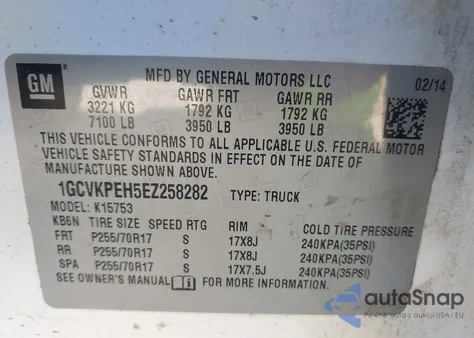 GM
MFD BY GENERAL MOTORS LLC
02/14
GVWR GAWR FRT GAWR RR
3221 KG 1792 KG 1792 KG
7100 LB 3950 LB 3950 LB
THIS VEHICLE CONFORMS TO ALL APPLICABLE U.S. FEDERAL MOTOR
VEHICLE SAFETY STANDARDS IN EFFECT ON THE DATE OF
MANUFACTURE SHOWN ABOVE.
1GCVKPEH5EZ258282 TYPE: TRUCK
MODEL: K15753
KB6N TIRE SIZE SPEED RTG RIM COLD TIRE PRESSURE
FRT P255/70R17 S 17X8J 240KPA(35PSI)
RR P255/70R17 S 17X8J 240KPA(35PSI)
SPA P255/70R17 S 17X7.5J 240KPA(35PSI)
SEE OWNER'S MANUAL FOR MORE INFORMATION.
autoSnap
Pewne auto z USA i EU